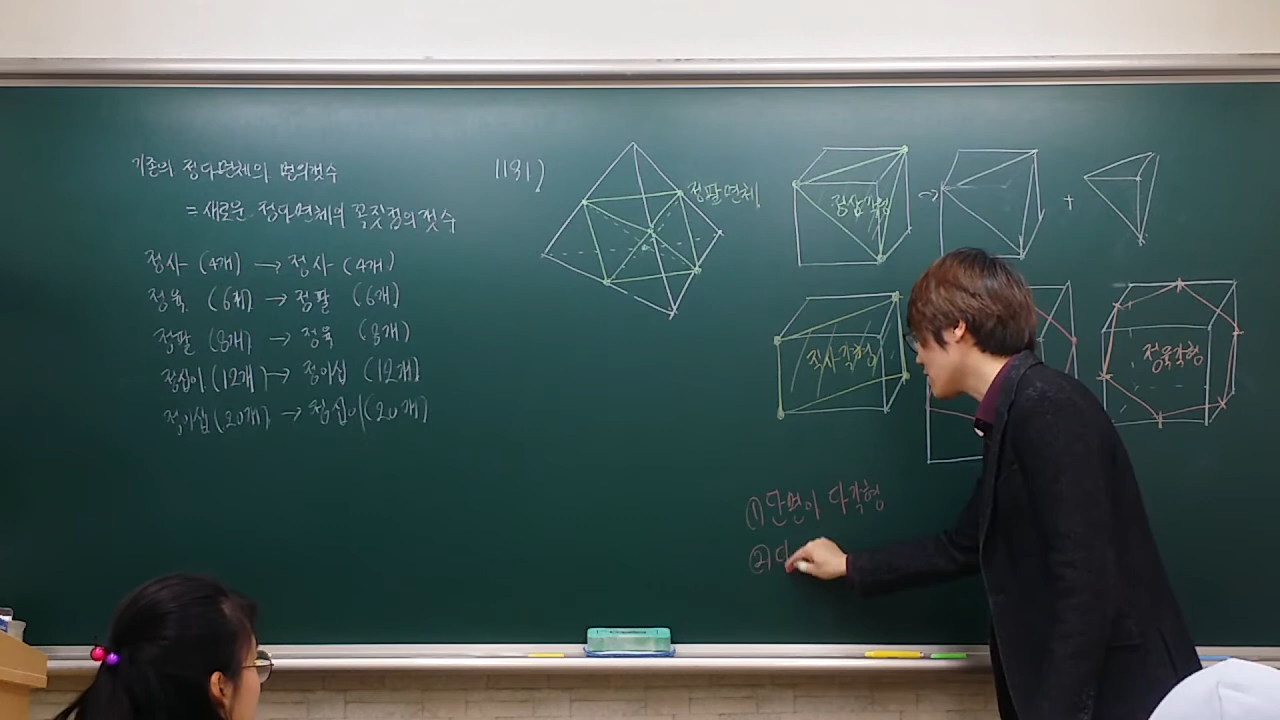 기존의 정다면체의 면의갯수
= 새로운 정다면체의 꼭짓점의갯수
정사 (4개) → 정사 (4개)
정육 (6개) → 정팔 (6개)
정팔 (8개) → 정육 (8개)
정십이 (12개) → 정이십 (12개)
정이십 (20개) → 정십이 (20개)
1181)
정팔면체
정삼각형
→
+
직사각형
정육각형
① 단면이 다각형
② 다